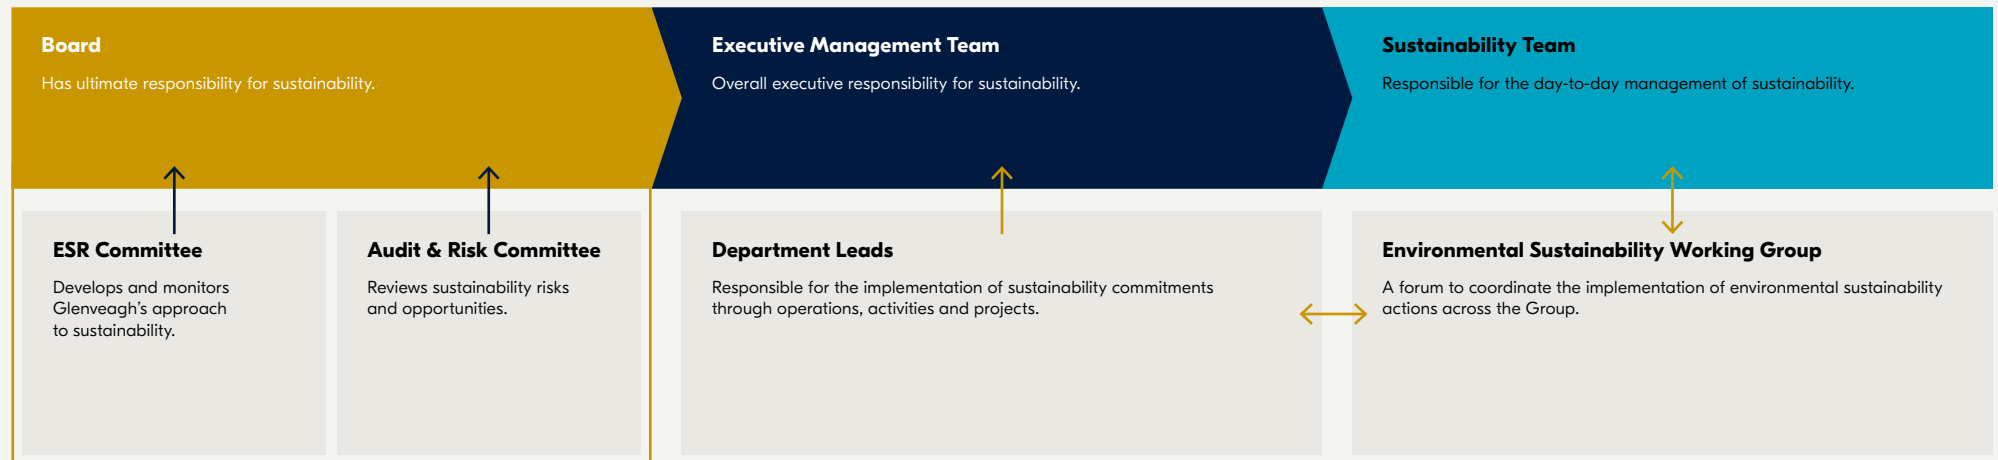 Board
Has ultimate responsibility for sustainability.
Executive Management Team
Overall executive responsibility for sustainability.
Sustainability Team
Responsible for the day-to-day management of sustainability.
ESR Committee
Develops and monitors
Glenveagh’s approach
to sustainability.
Audit & Risk Committee
Reviews sustainability risks
and opportunities.
Department Leads
Responsible for the implementation of sustainability commitments
through operations, activities and projects.
Environmental Sustainability Working Group
A forum to coordinate the implementation of environmental sustainability
actions across the Group.